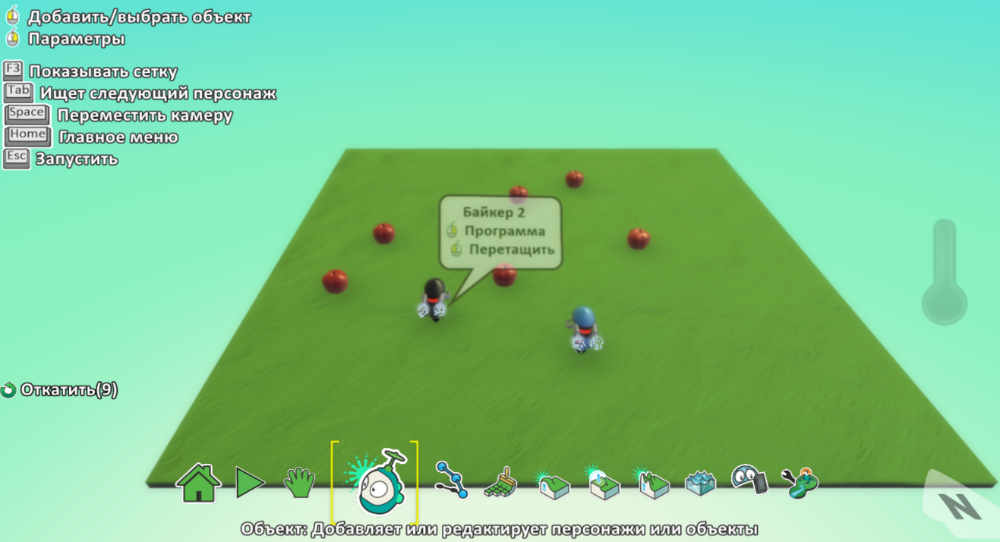 Добавить/выбрать объект
Параметры
F3 Показывать сетку
Tab Ищет следующий персонаж
Space Переместить камеру
Home Главное меню
Esc Запустить
Байкер 2
Программа
Перетащить
Откатить(9)
N
Объект: Добавляет или редактирует персонажи или объекты